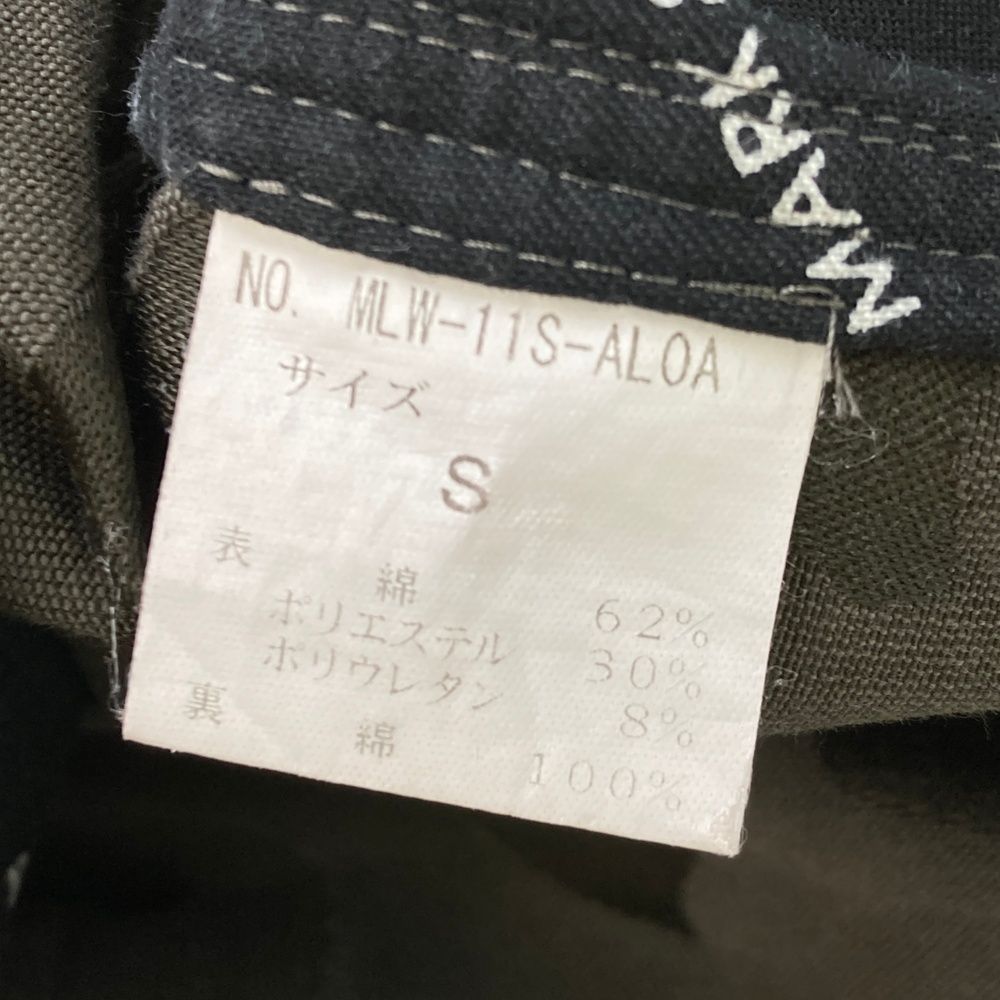 NO. MLW-11S-ALOA
サイズ
S
表 綿 62%
ポリエステル 30%
ポリウレタン 8%
裏 綿 100%